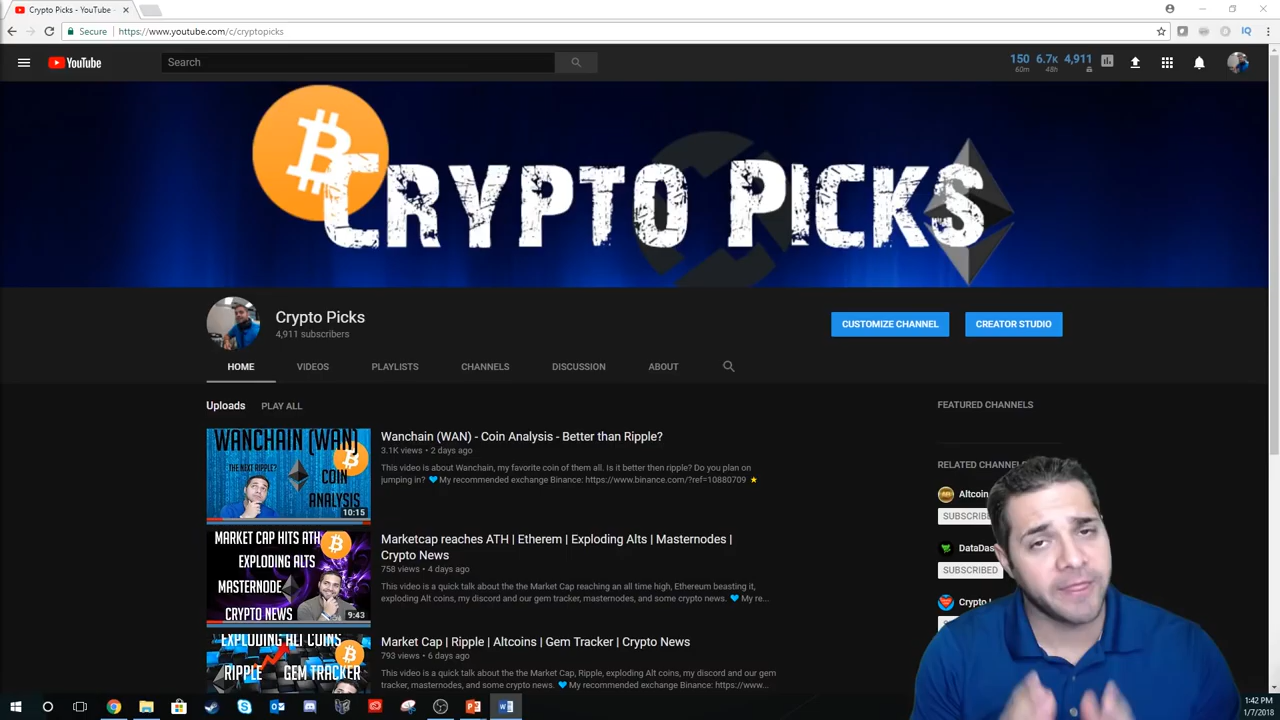 Crypto Picks - YouTube
Secure https://www.youtube.com/c/cryptopicks
YouTube
Search
150 6.7K 4,911
60m 48h
CRYPTO PICKS
Crypto Picks
4,911 subscribers
CUSTOMIZE CHANNEL CREATOR STUDIO
HOME VIDEOS PLAYLISTS CHANNELS DISCUSSION ABOUT
Uploads PLAY ALL
FEATURED CHANNELS
WANCHAIN (WAN)
THE NEXT RIPPLE?
COIN
ANALYSIS
10:15
Wanchain (WAN) - Coin Analysis - Better than Ripple?
3.1K views • 2 days ago
This video is about Wanchain, my favorite coin of them all. Is it better then ripple? Do you plan on
jumping in? 💙My recommended exchange Binance: https://www.binance.com/?ref=10880709 ⭐
RELATED CHANNELS
Altcoin
SUBSCRIBED
DataDas
SUBSCRIBED
Crypto
MARKET CAP HITS ATH
EXPLODING ALTS
MASTERNODE
CRYPTO NEWS
9:43
Marketcap reaches ATH | Etherem | Exploding Alts | Masternodes |
Crypto News
758 views • 4 days ago
This video is a quick talk about the Market Cap reaching an all time high, Ethereum beasting it,
exploding Alt coins, my discord and our gem tracker, masternodes, and some crypto news. 💙 My re...
EXPLODING ALT COINS
RIPPLE GEM TRACKER
Market Cap | Ripple | Altcoins | Gem Tracker | Crypto News
793 views • 6 days ago
This video is about the the Market Cap, Ripple, exploding Alt coins, my discord and our gem
tracker, masternodes, and some crypto news. 💙My recommended exchange Binance: https://www...
1:42 PM
1/7/2018